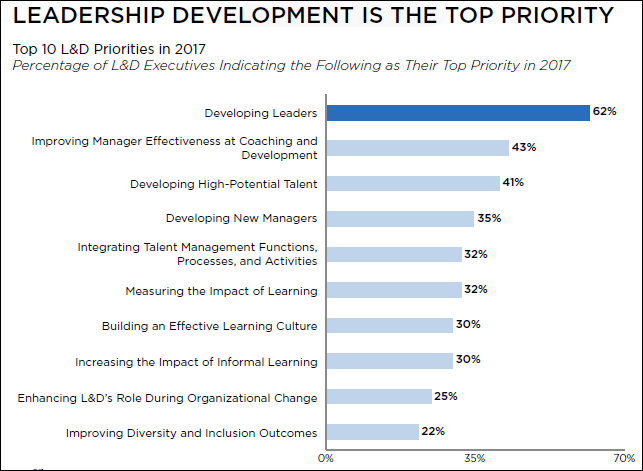 LEADERSHIP DEVELOPMENT IS THE TOP PRIORITY
Top 10 L&D Priorities in 2017
Percentage of L&D Executives Indicating the Following as Their Top Priority in 2017
Developing Leaders 62%
Improving Manager Effectiveness at Coaching and
Development 43%
Developing High-Potential Talent 41%
Developing New Managers 35%
Integrating Talent Management Functions,
Processes, and Activities 32%
Measuring the Impact of Learning 32%
Building an Effective Learning Culture 30%
Increasing the Impact of Informal Learning 30%
Enhancing L&D's Role During Organizational Change 25%
Improving Diversity and Inclusion Outcomes 22%
0% 35% 70%